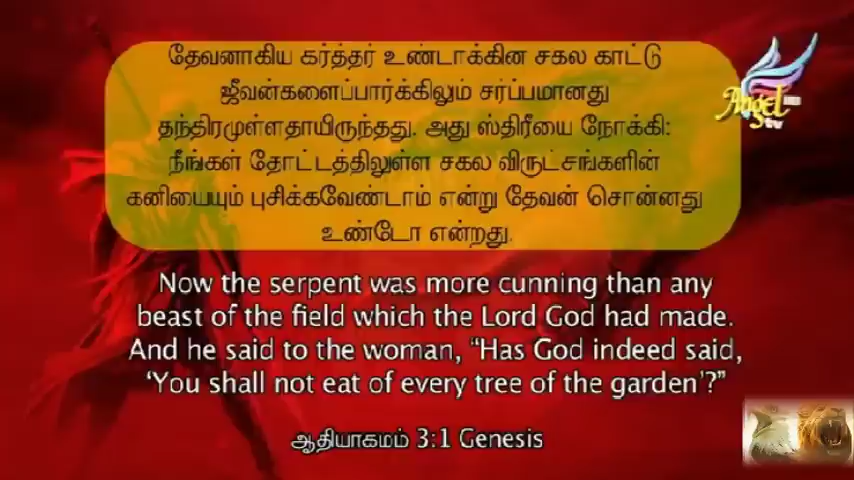 தேவனாகிய கர்த்தர் உண்டாக்கின சகல காட்டு
ஜீவன்களைப்பார்க்கிலும் சர்ப்பமானது
தந்திரமுள்ளதாயிருந்தது. அது ஸ்திரீயை நோக்கி:
நீங்கள் தோட்டத்திலுள்ள சகல விருட்சங்களின்
கனியையும் புசிக்கவேண்டாம் என்று தேவன் சொன்னது
உண்டோ என்றது.
Now the serpent was more cunning than any
beast of the field which the Lord God had made.
And he said to the woman, “Has God indeed said,
‘You shall not eat of every tree of the garden’?”
ஆதியாகமம் 3:1 Genesis
Angel
tv